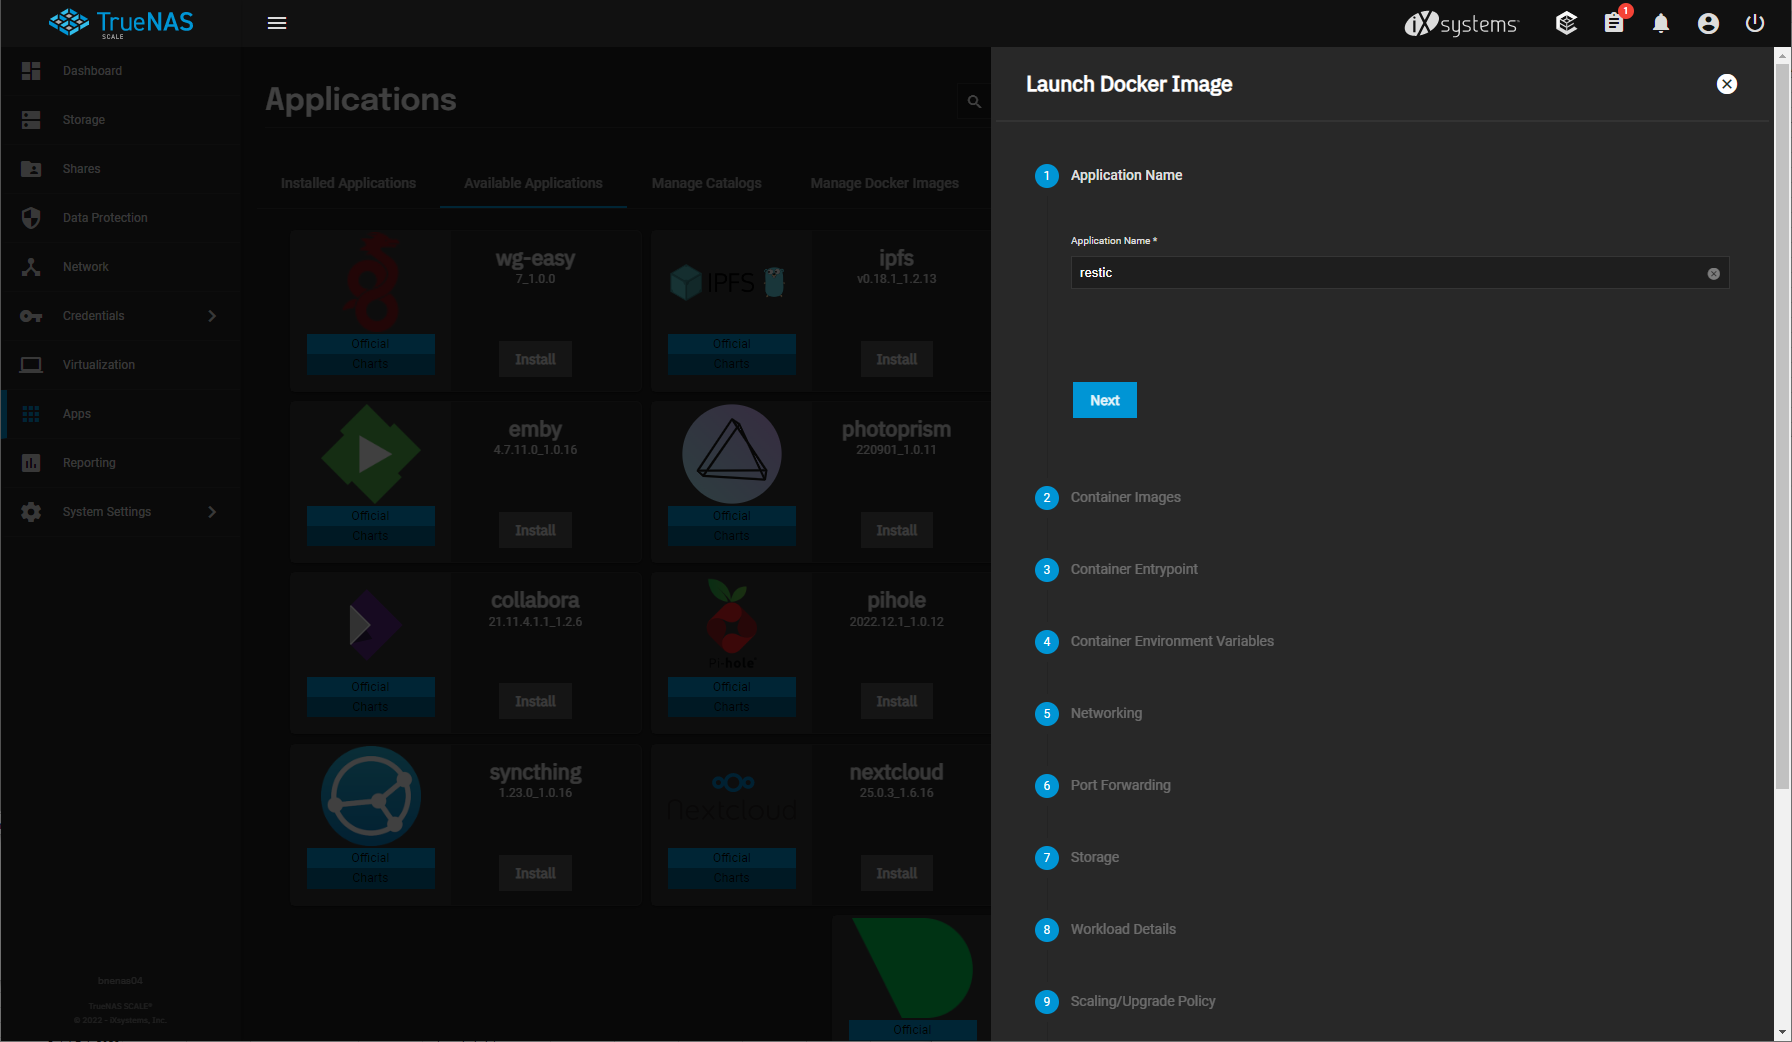 TrueNAS
SCALE
iXsystems
1
Dashboard
Storage
Shares
Data Protection
Network
Credentials
Virtualization
Apps
Reporting
System Settings
bnenas04
TrueNAS SCALE®
© 2022 - iXsystems, Inc.
Applications
Installed Applications
Available Applications
Manage Catalogs
Manage Docker Images
wg-easy
7_1.0.0
Official
Charts
Install
IPFS
ipfs
v0.18.1_1.2.13
Official
Charts
Install
emby
4.7.11.0_1.0.16
Official
Charts
Install
photoprism
220901_1.0.11
Official
Charts
Install
collabora
21.11.4.1.1_1.2.6
Official
Charts
Install
Pi-hole
pihole
2022.12.1_1.0.12
Official
Charts
Install
syncthing
1.23.0_1.0.16
Official
Charts
Install
Nextcloud
nextcloud
25.0.3_1.6.16
Official
Charts
Install
Official
Launch Docker Image
1 Application Name
Application Name *
restic
Next
2 Container Images
3 Container Entrypoint
4 Container Environment Variables
5 Networking
6 Port Forwarding
7 Storage
8 Workload Details
9 Scaling/Upgrade Policy